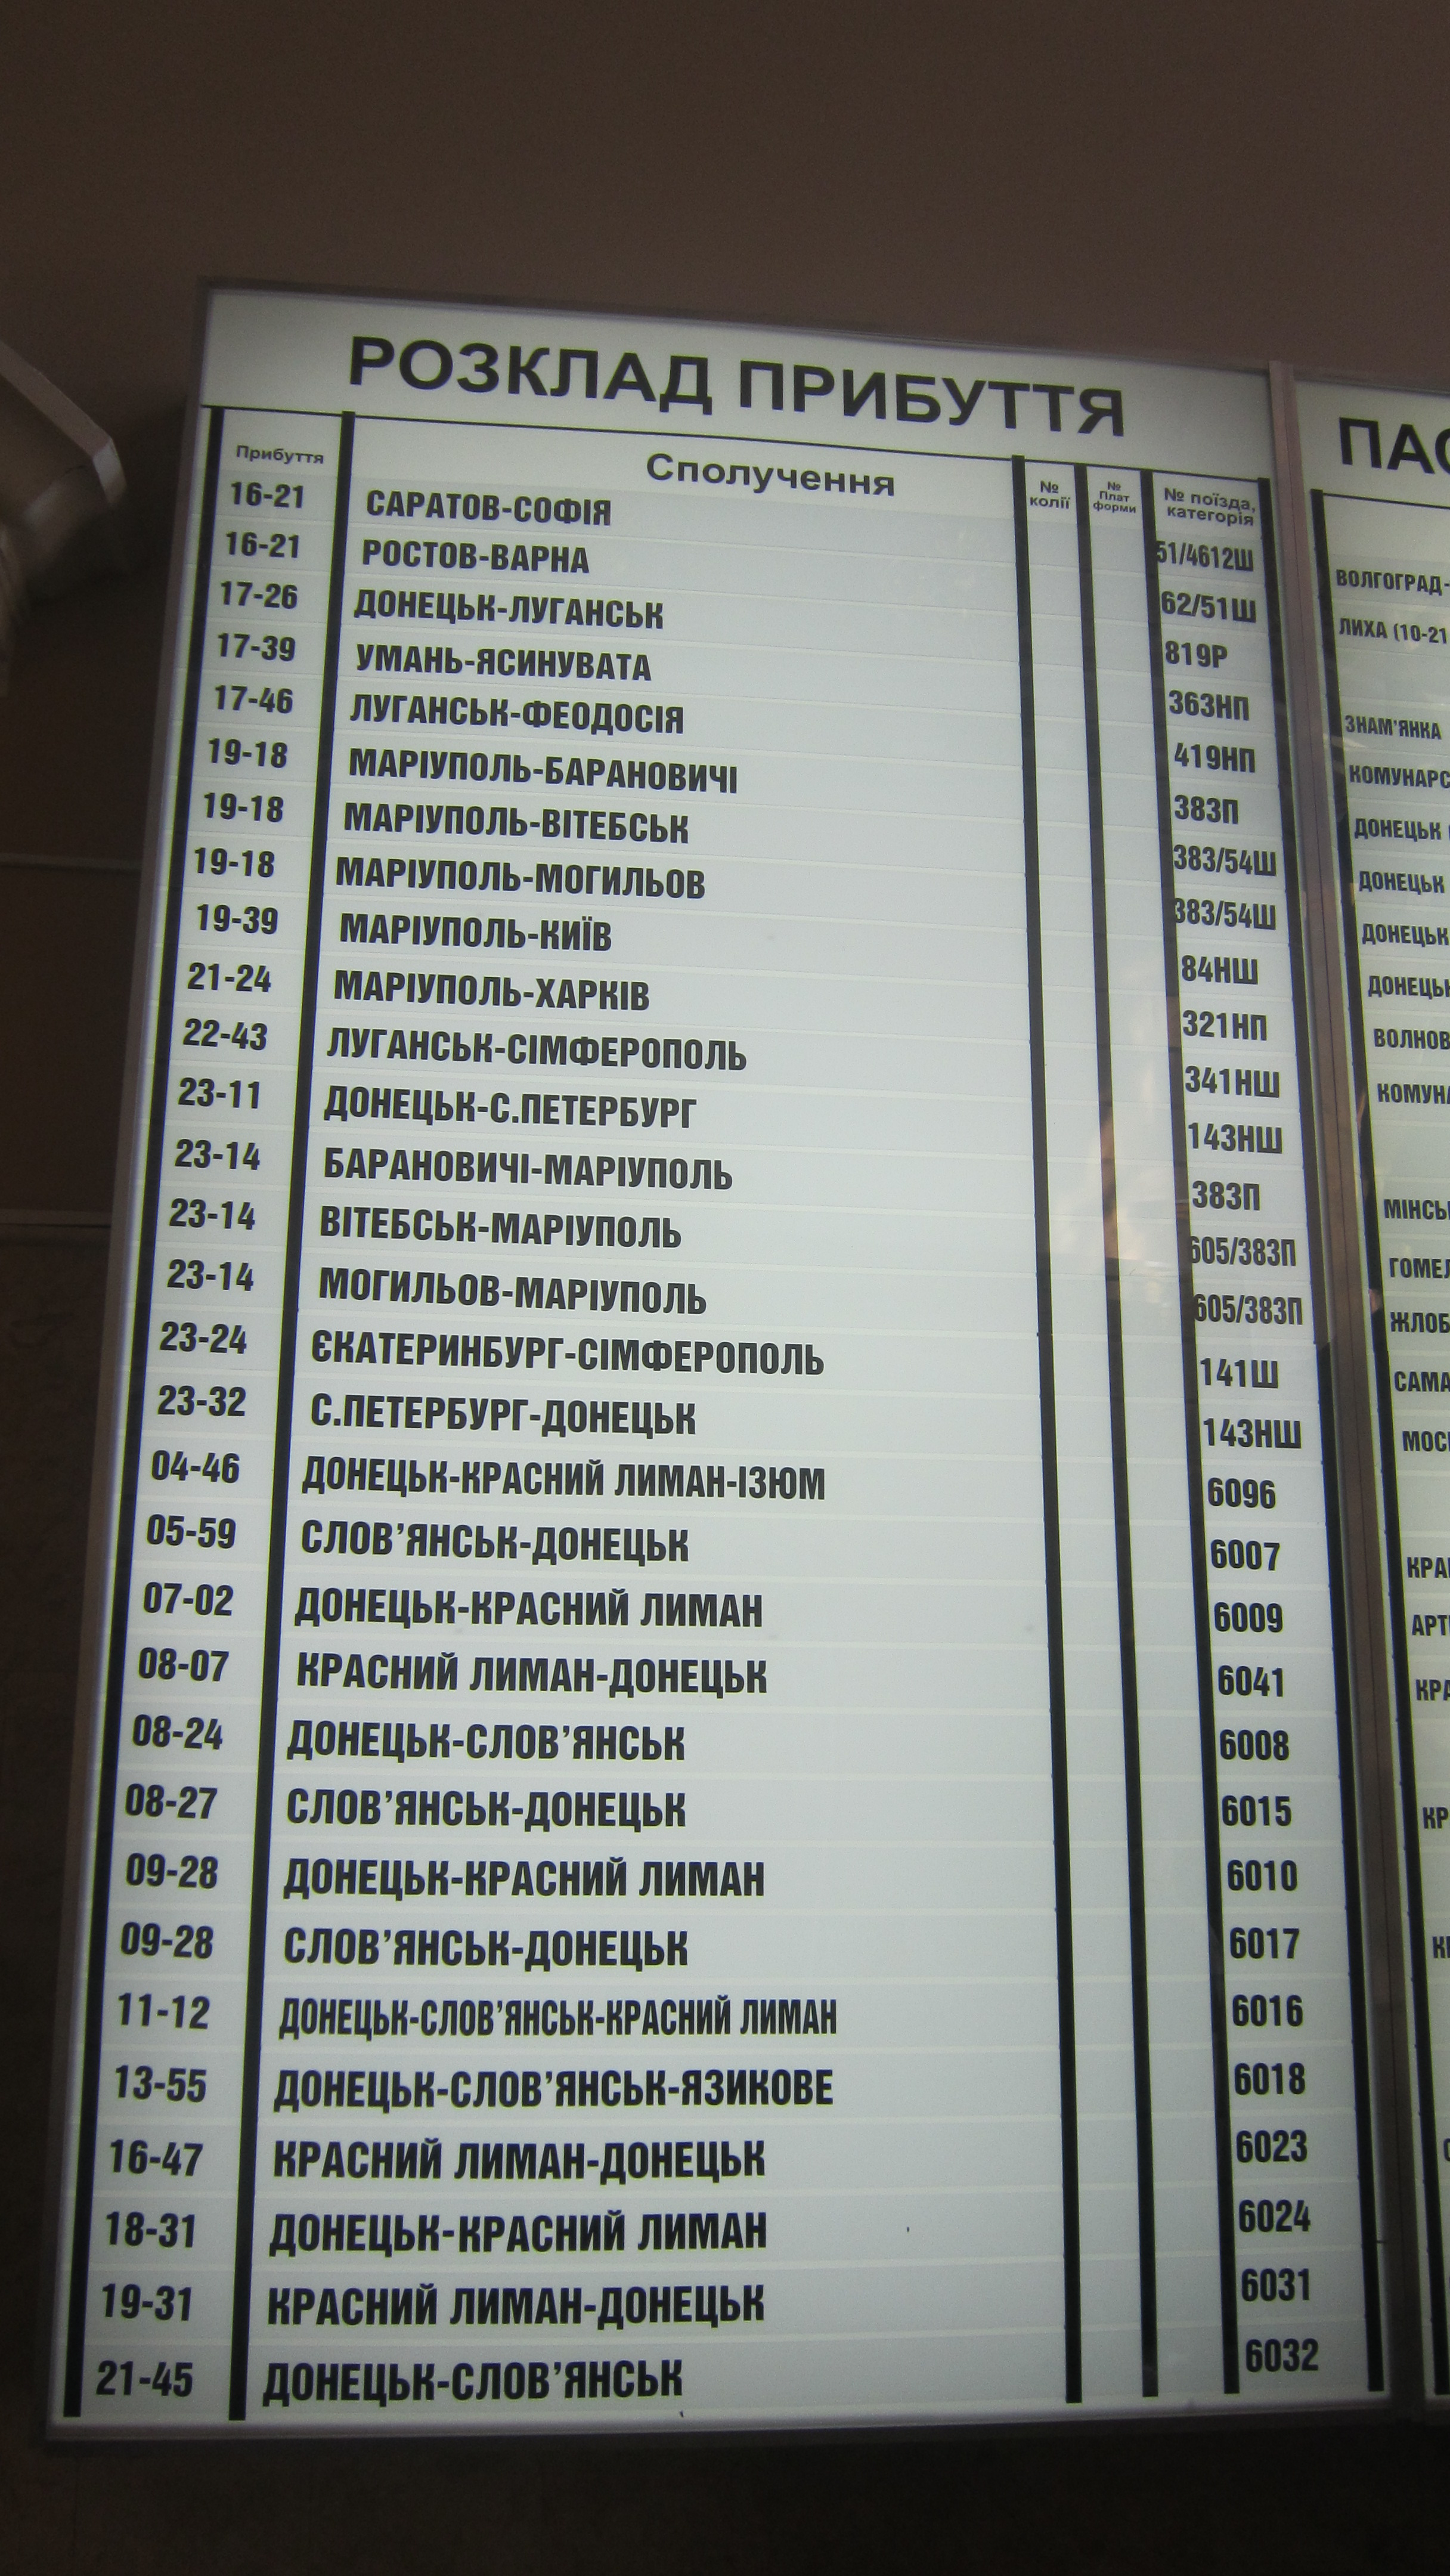 РОЗКЛАД ПРИБУТТЯ
Прибуття Сполучення № колії № Плат форми № поїзда, категорія
16-21 САРАТОВ-СОФІЯ 51/4612Ш
16-21 РОСТОВ-ВАРНА 62/51Ш
17-26 ДОНЕЦЬК-ЛУГАНСЬК 819Р
17-39 УМАНЬ-ЯСИНУВАТА 363НП
17-46 ЛУГАНСЬК-ФЕОДОСІЯ 419НП
19-18 МАРІУПОЛЬ-БАРАНОВИЧІ 383П
19-18 МАРІУПОЛЬ-ВІТЕБСЬК 383/54Ш
19-18 МАРІУПОЛЬ-МОГИЛЬОВ 383/54Ш
19-39 МАРІУПОЛЬ-КИЇВ 84НШ
21-24 МАРІУПОЛЬ-ХАРКІВ 321НП
22-43 ЛУГАНСЬК-СІМФЕРОПОЛЬ 341НШ
23-11 ДОНЕЦЬК-С.ПЕТЕРБУРГ 143НШ
23-14 БАРАНОВИЧІ-МАРІУПОЛЬ 383П
23-14 ВІТЕБСЬК-МАРІУПОЛЬ 605/383П
23-14 МОГИЛЬОВ-МАРІУПОЛЬ 605/383П
23-24 ЄКАТЕРИНБУРГ-СІМФЕРОПОЛЬ 141Ш
23-32 С.ПЕТЕРБУРГ-ДОНЕЦЬК 143НШ
04-46 ДОНЕЦЬК-КРАСНИЙ ЛИМАН-ІЗЮМ 6096
05-59 СЛОВ’ЯНСЬК-ДОНЕЦЬК 6007
07-02 ДОНЕЦЬК-КРАСНИЙ ЛИМАН 6009
08-07 КРАСНИЙ ЛИМАН-ДОНЕЦЬК 6041
08-24 ДОНЕЦЬК-СЛОВ’ЯНСЬК 6008
08-27 СЛОВ’ЯНСЬК-ДОНЕЦЬК 6015
09-28 ДОНЕЦЬК-КРАСНИЙ ЛИМАН 6010
09-28 СЛОВ’ЯНСЬК-ДОНЕЦЬК 6017
11-12 ДОНЕЦЬК-СЛОВ’ЯНСЬК-КРАСНИЙ ЛИМАН 6016
13-55 ДОНЕЦЬК-СЛОВ’ЯНСЬК-ЯЗИКОВЕ 6018
16-47 КРАСНИЙ ЛИМАН-ДОНЕЦЬК 6023
18-31 ДОНЕЦЬК-КРАСНИЙ ЛИМАН 6024
19-31 КРАСНИЙ ЛИМАН-ДОНЕЦЬК 6031
21-45 ДОНЕЦЬК-СЛОВ’ЯНСЬК 6032
ВОЛГОГРАД-
ЛИХА (10-21
ЗНАМ’ЯНКА
ДОНЕЦЬК
ДОНЕЦЬК
ДОНЕЦЬК